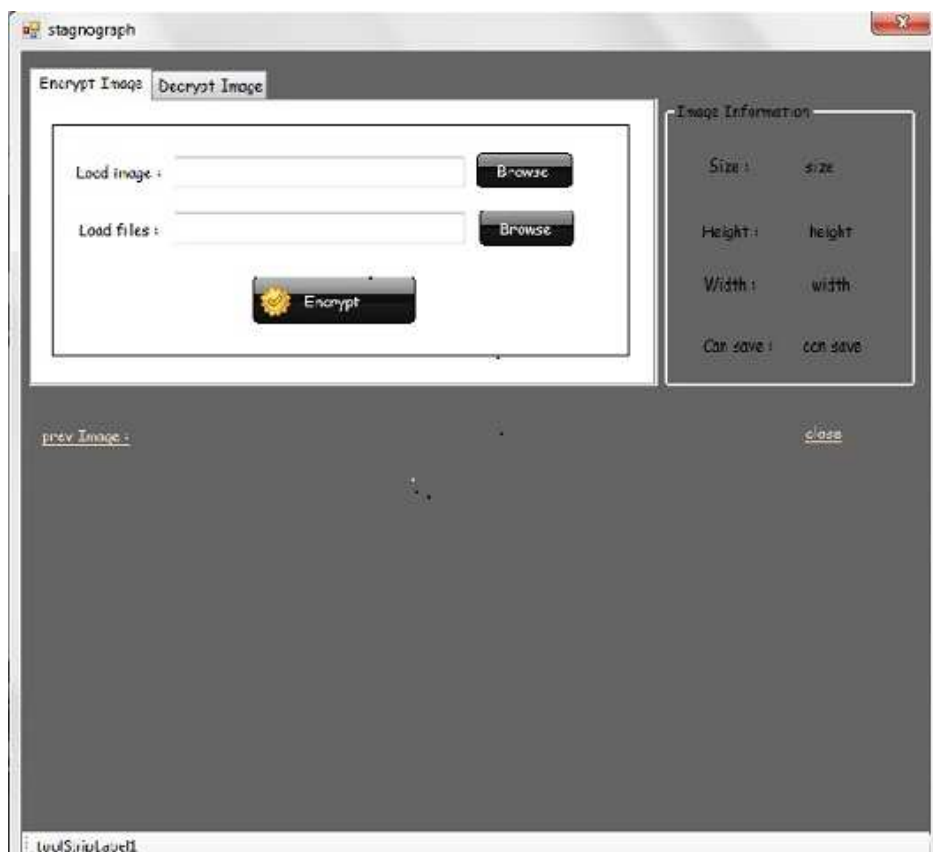 stagnograph
Encrypt Image Decrypt Image
Load image : Browse
Load files : Browse
Encrypt
Image Information
Size : size
Height : height
Width : width
Can save : can save
prev Image : close
toolStripLabel1